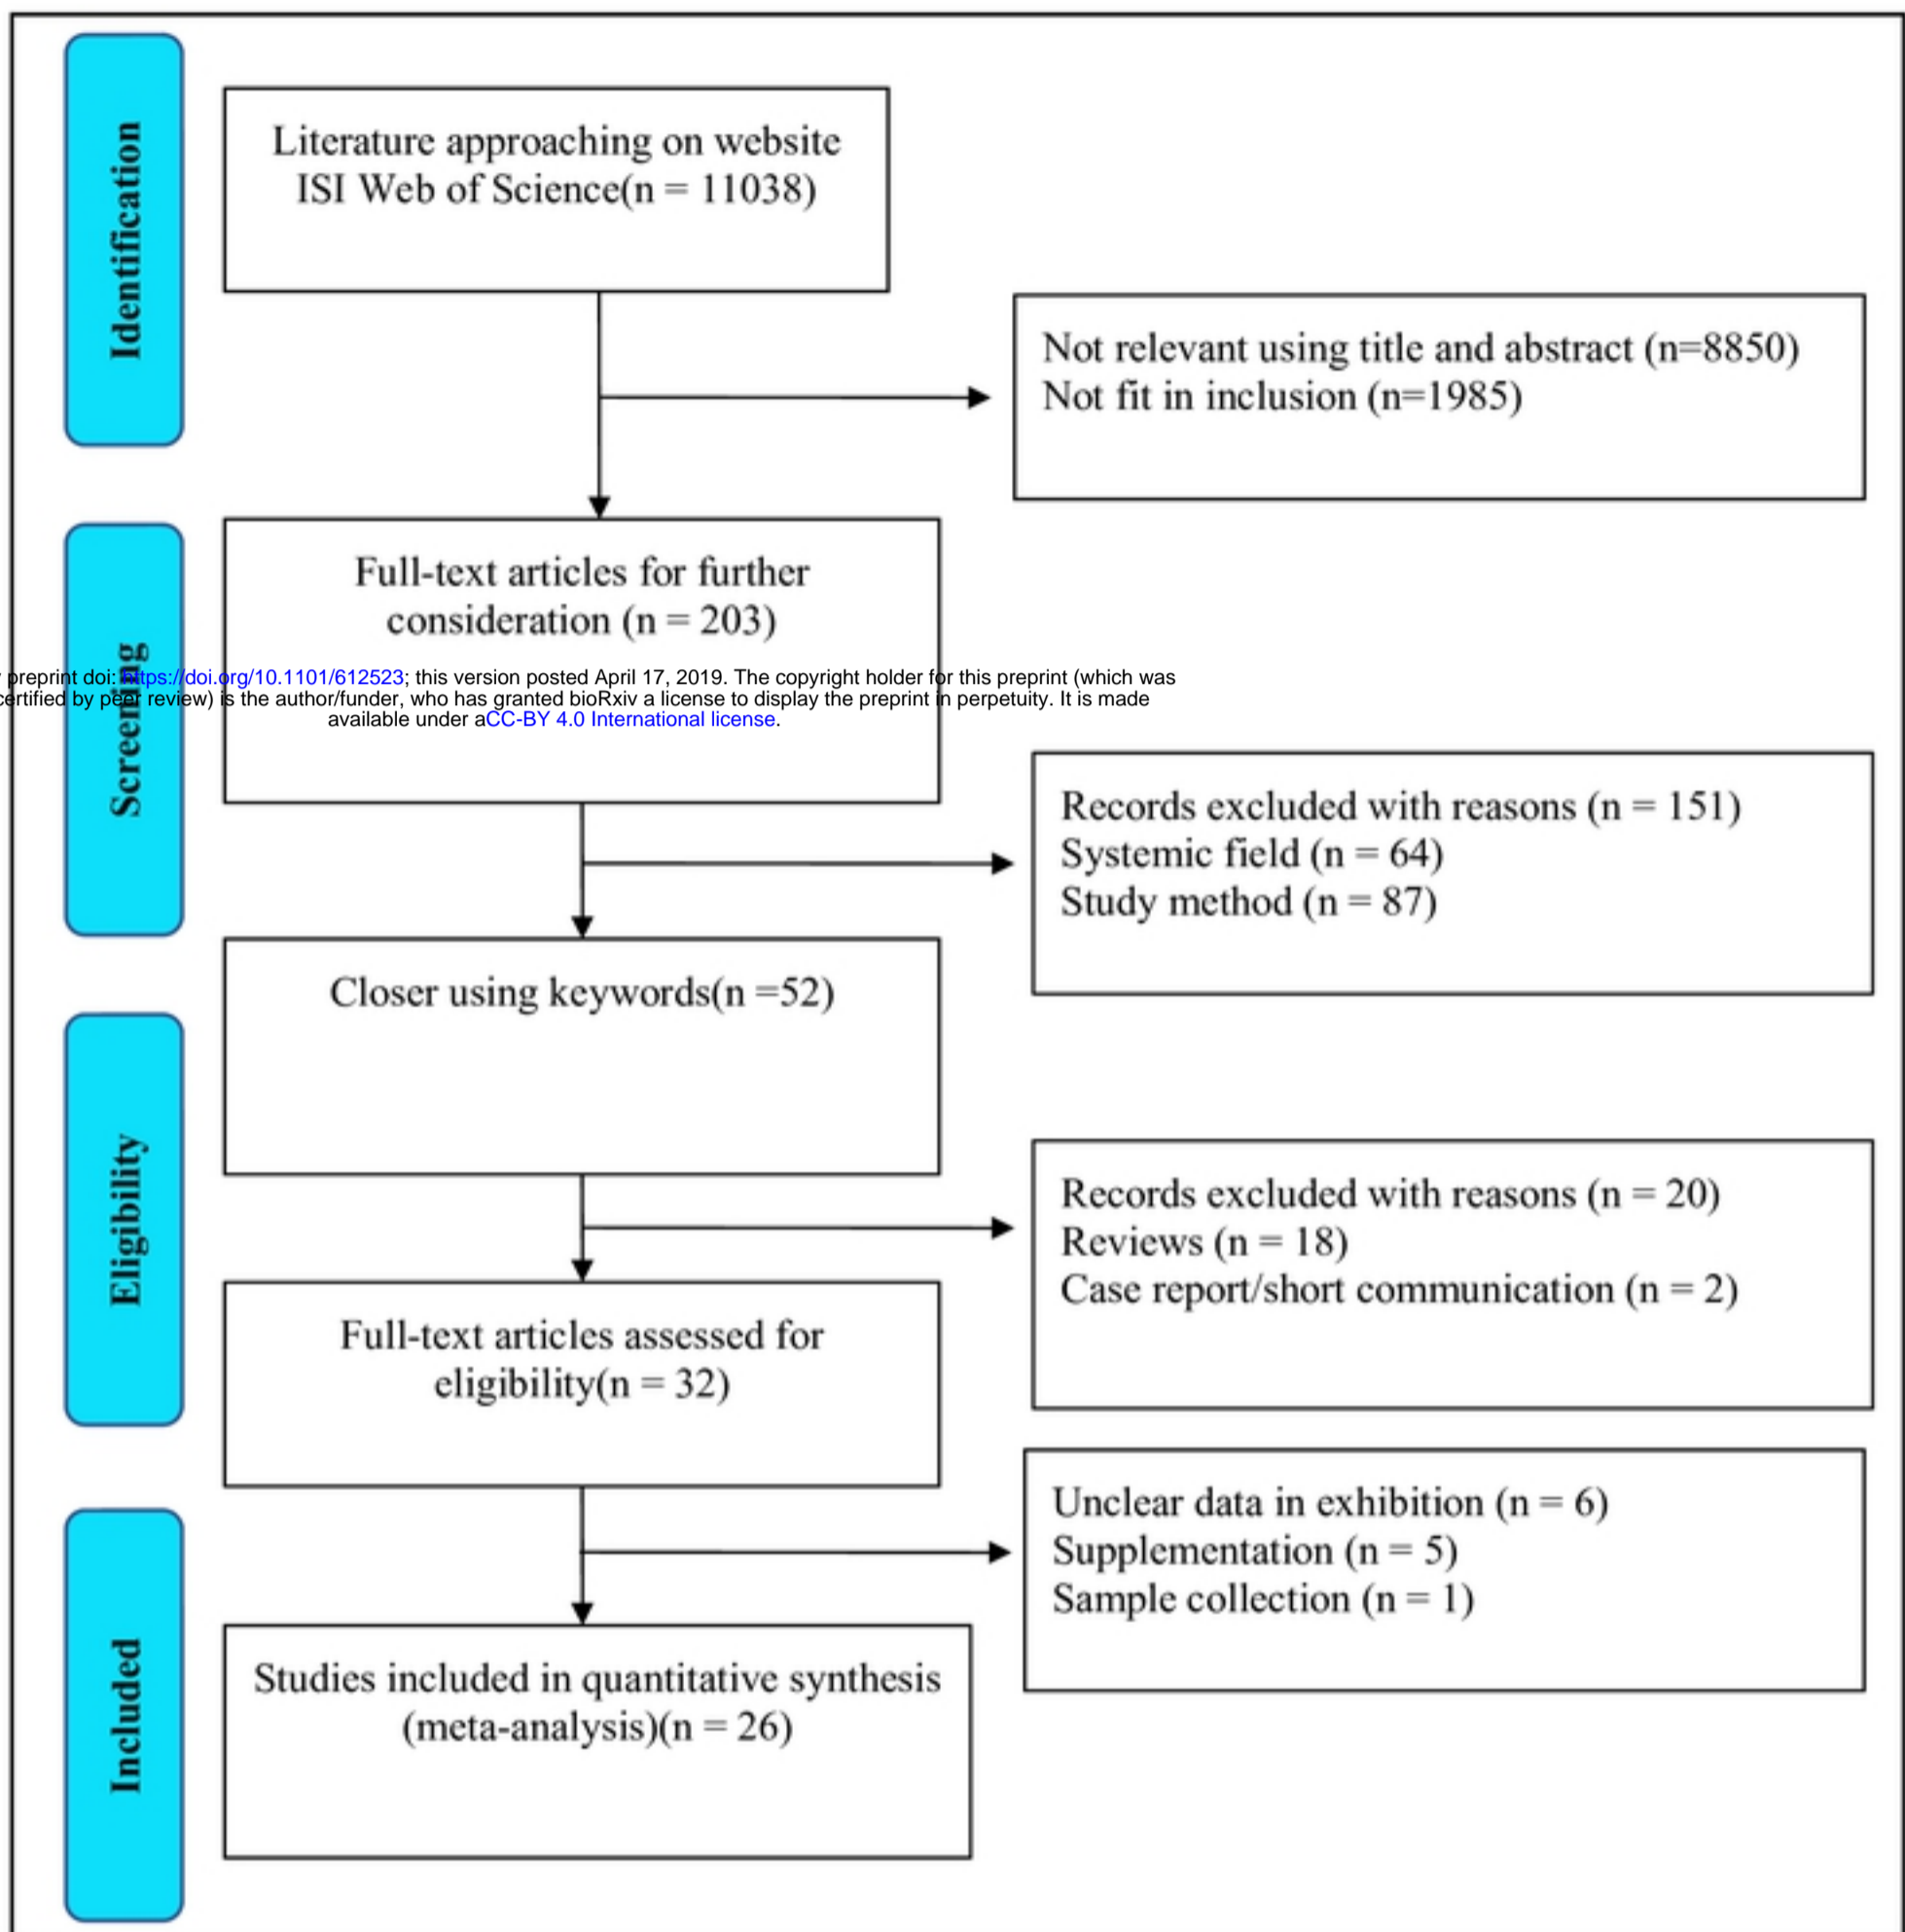 Identification
Literature approaching on website
ISI Web of Science(n = 11038)
Not relevant using title and abstract (n=8850)
Not fit in inclusion (n=1985)
Screening
Full-text articles for further
consideration (n = 203)
preprint doi: https://doi.org/10.1101/612523; this version posted April 17, 2019. The copyright holder for this preprint (which was
certified by peer review) is the author/funder, who has granted bioRxiv a license to display the preprint in perpetuity. It is made
available under aCC-BY 4.0 International license.
Records excluded with reasons (n = 151)
Systemic field (n = 64)
Study method (n = 87)
Closer using keywords(n =52)
Eligibility
Records excluded with reasons (n = 20)
Reviews (n = 18)
Case report/short communication (n = 2)
Full-text articles assessed for
eligibility(n = 32)
Unclear data in exhibition (n = 6)
Supplementation (n = 5)
Sample collection (n = 1)
Included
Studies included in quantitative synthesis
(meta-analysis)(n = 26)